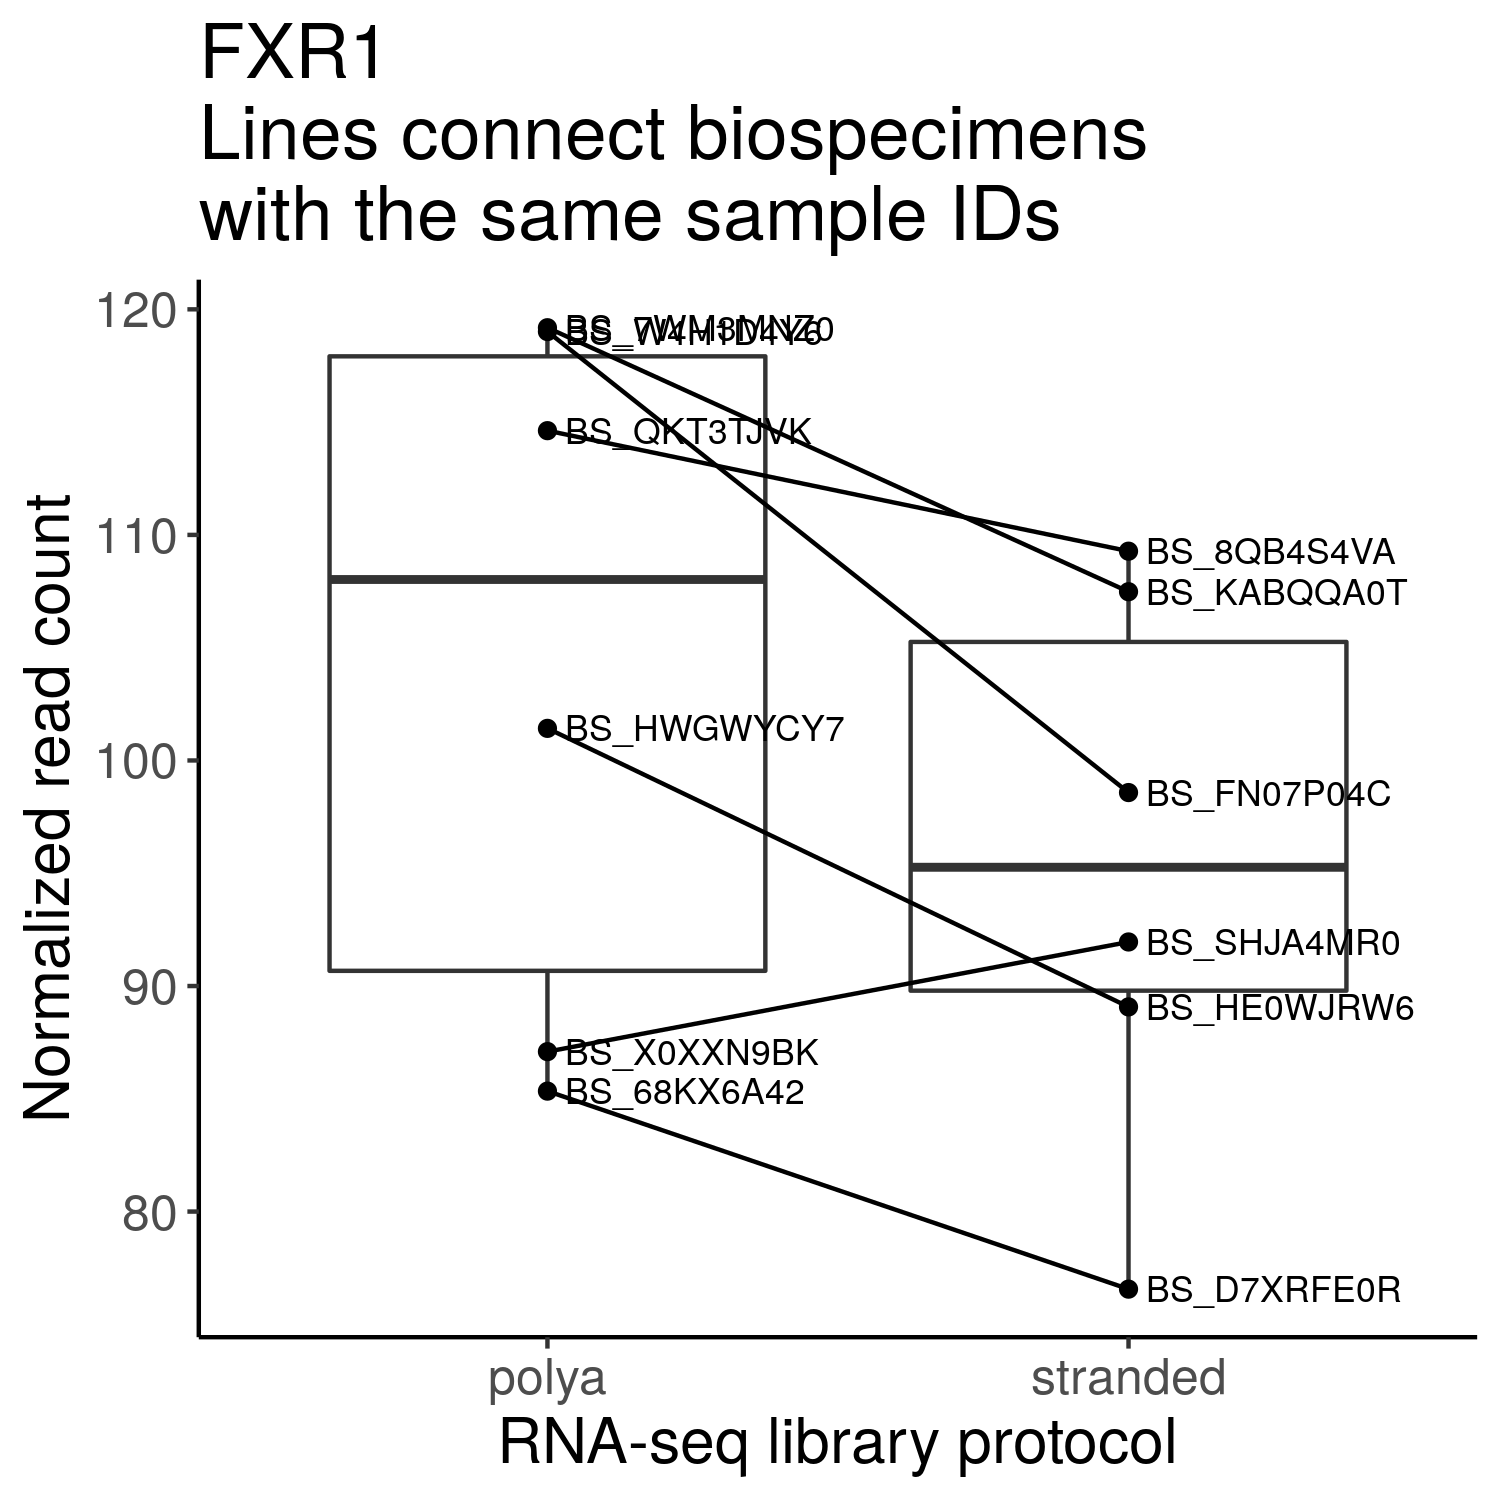 FXR1
Lines connect biospecimens
with the same sample IDs
Normalized read count
120
110
100
90
80
BS_QKT3TJVK
BS_HWGWYCY7
BS_X0XXN9BK
BS_68KX6A42
BS_8QB4S4VA
BS_KABQQA0T
BS_FN07P04C
BS_SHJA4MR0
BS_HE0WJRW6
BS_D7XRFE0R
polya
stranded
RNA-seq library protocol